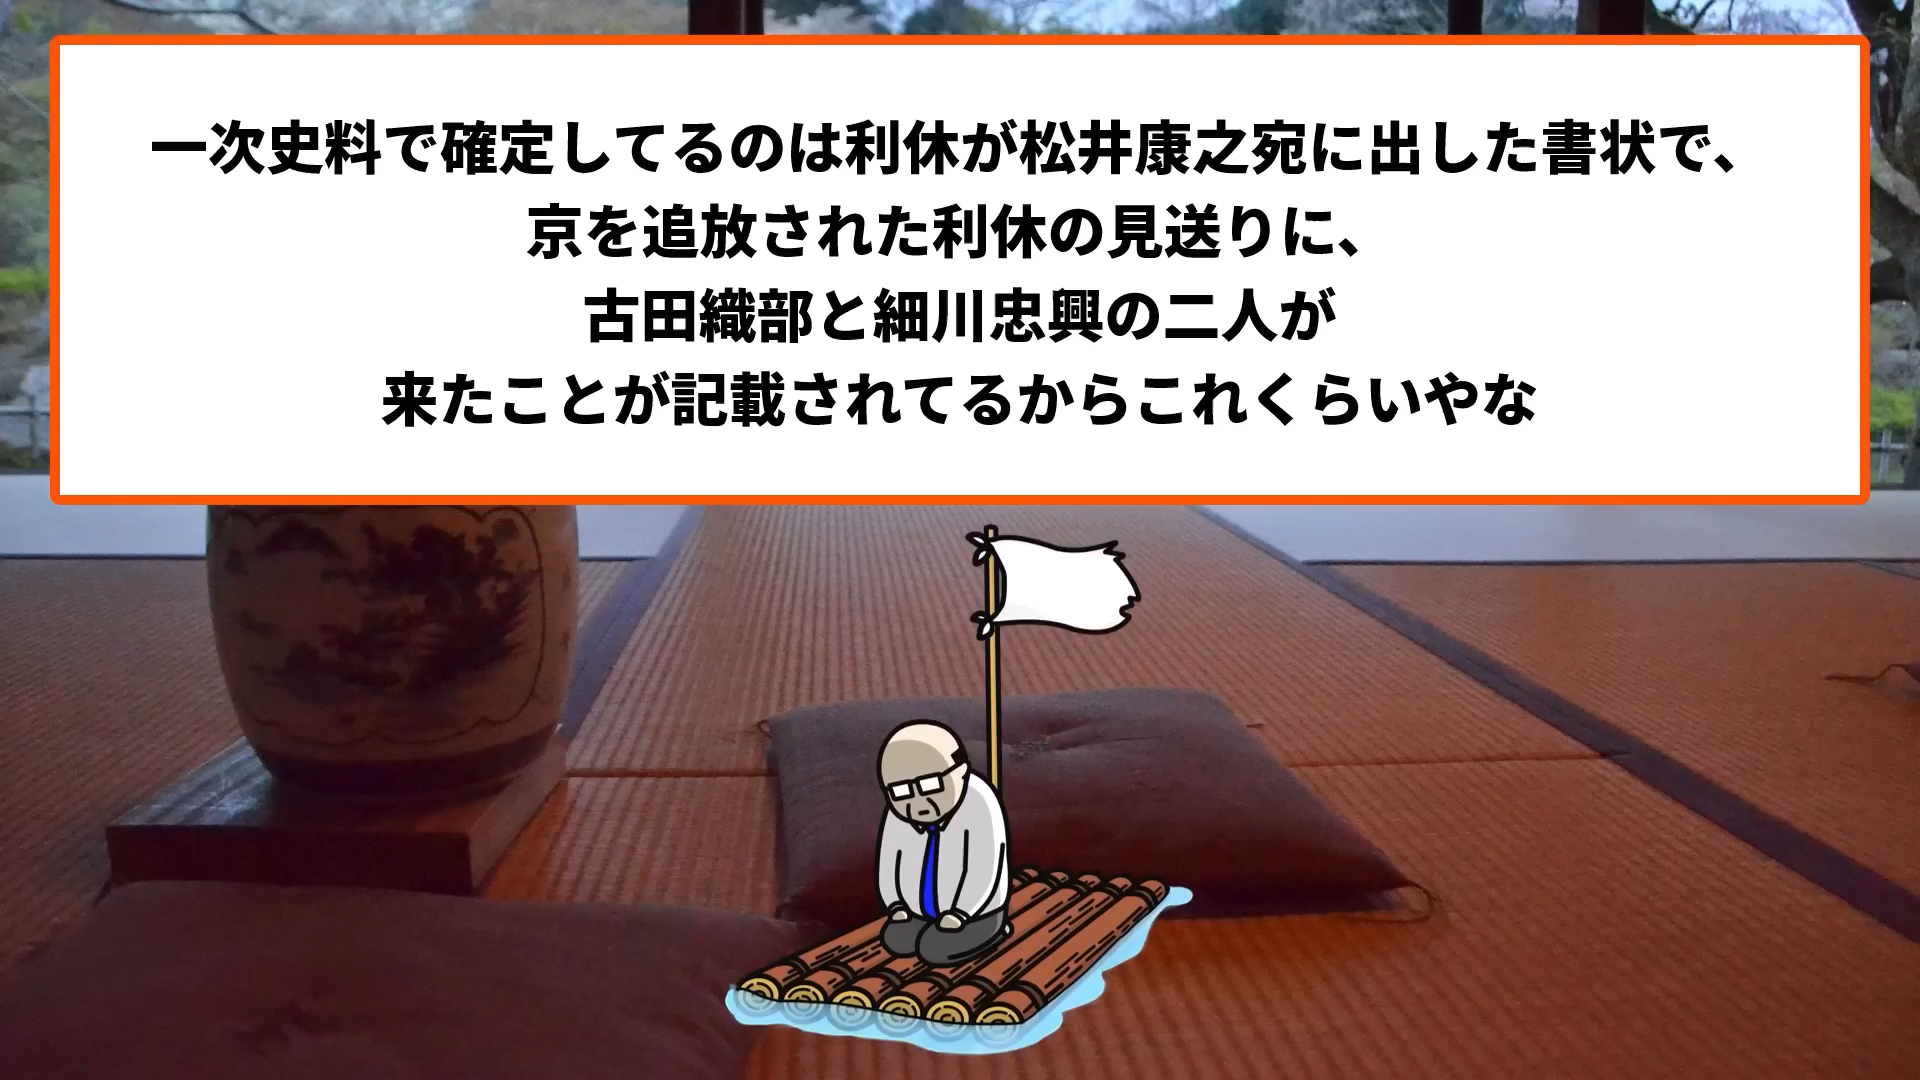 一次史料で確定してるのは利休が松井康之宛に出した書状で、
京を追放された利休の見送りに、
古田織部と細川忠興の二人が
来たことが記載されてるからこれくらいやな